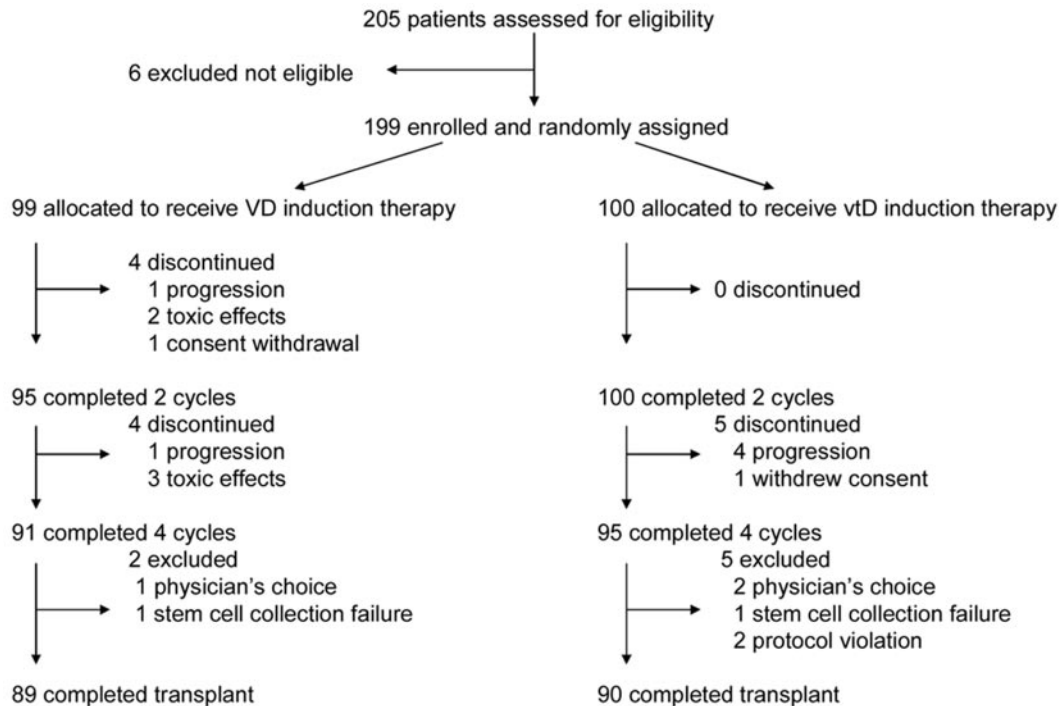 205 patients assessed for eligibility
6 excluded not eligible
199 enrolled and randomly assigned
99 allocated to receive VD induction therapy
4 discontinued
1 progression
2 toxic effects
1 consent withdrawal
95 completed 2 cycles
4 discontinued
1 progression
3 toxic effects
91 completed 4 cycles
2 excluded
1 physician's choice
1 stem cell collection failure
89 completed transplant
100 allocated to receive vtD induction therapy
0 discontinued
100 completed 2 cycles
5 discontinued
4 progression
1 withdrew consent
95 completed 4 cycles
5 excluded
2 physician's choice
1 stem cell collection failure
2 protocol violation
90 completed transplant